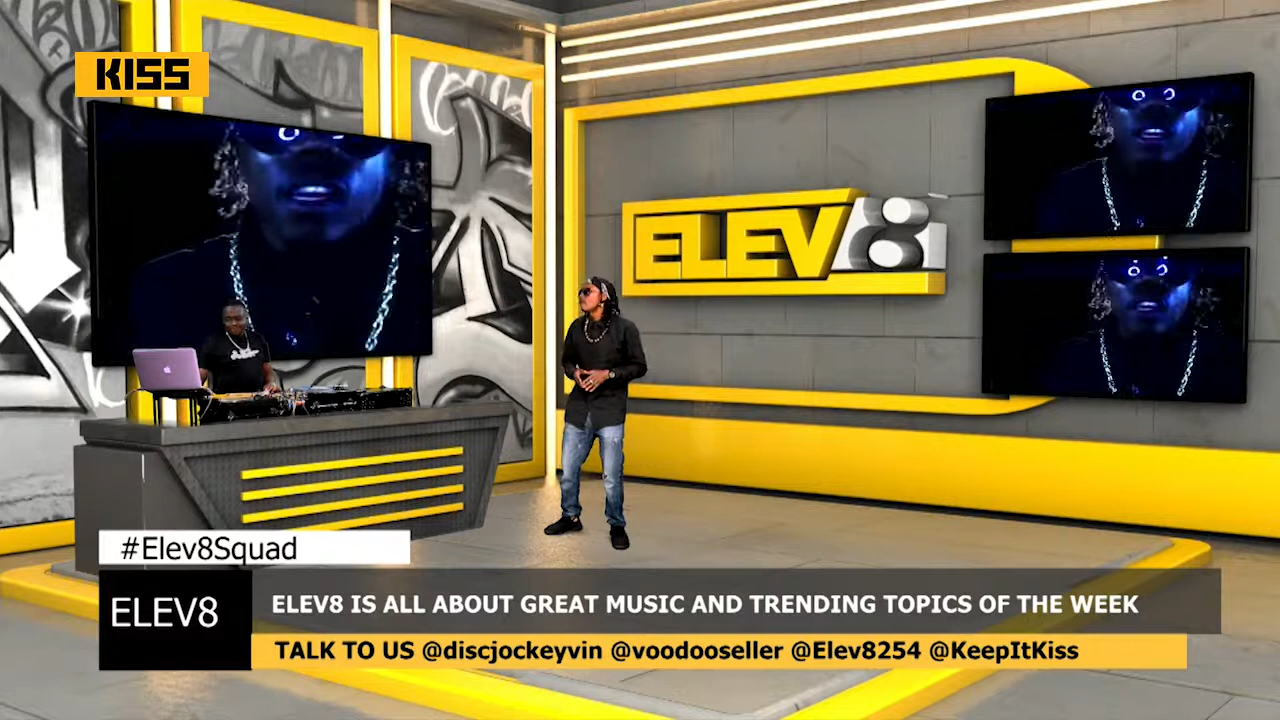 KISS
ELEV8
#Elev8Squad
ELEV8
ELEV8 IS ALL ABOUT GREAT MUSIC AND TRENDING TOPICS OF THE WEEK
TALK TO US @discjockeyvin @voodooseller @Elev8254 @KeepItKiss